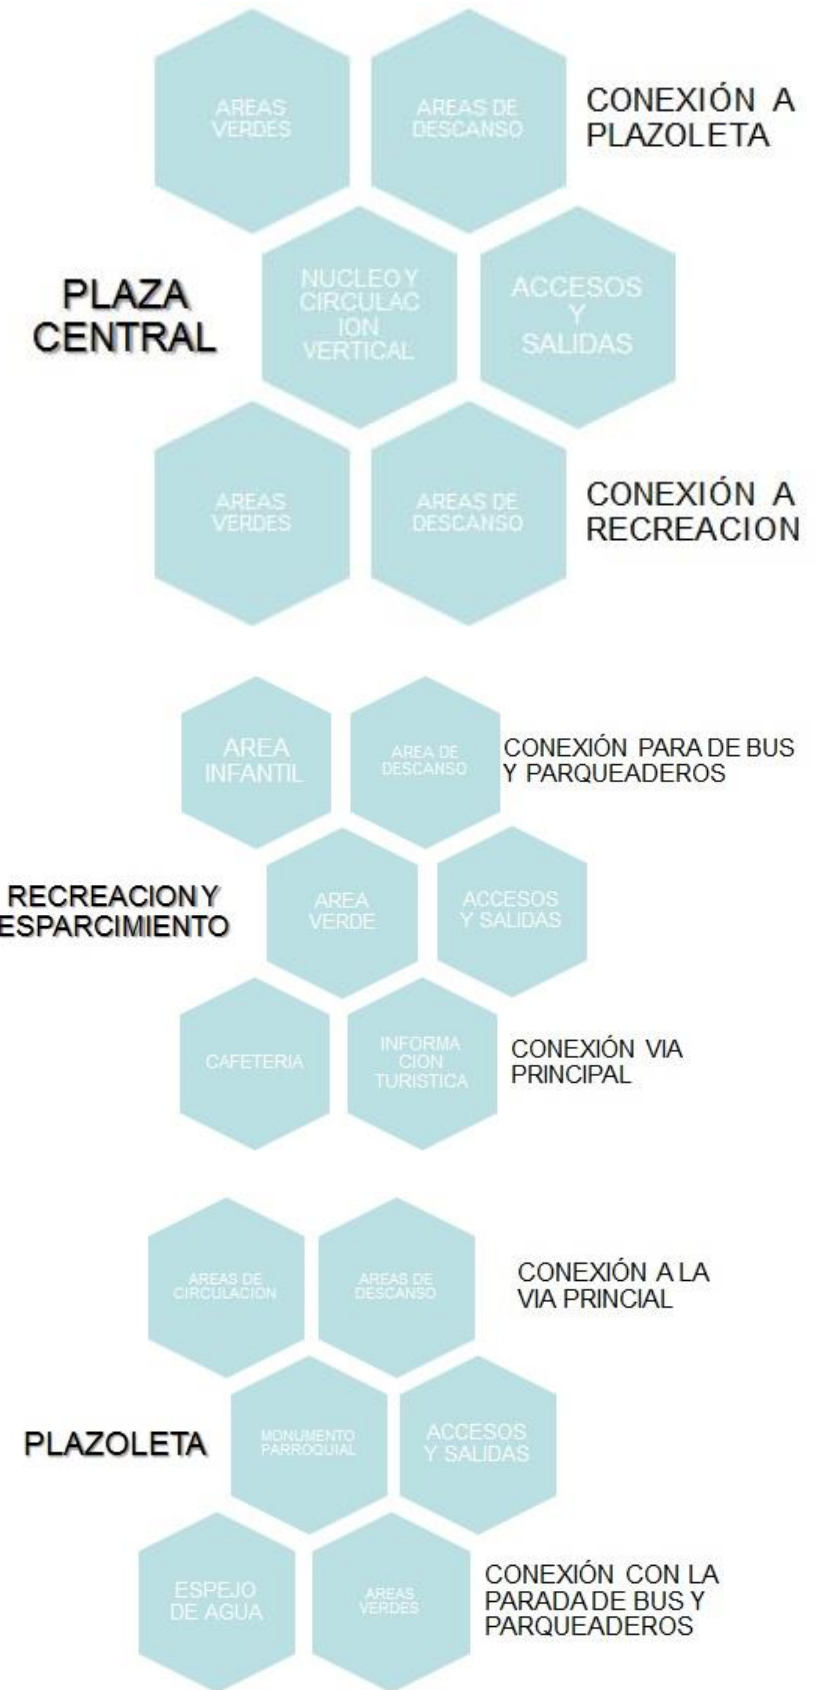 AREAS
VERDES
AREAS DE
DESCANSO
CONEXIÓN A
PLAZOLETA
PLAZA
CENTRAL
NUCLEO Y
CIRCULAC
ION
VERTICAL
ACCESOS
Y
SALIDAS
AREAS
VERDES
AREAS DE
DESCANSO
CONEXIÓN A
RECREACION
AREA
INFANTIL
AREA DE
DESCANSO
CONEXIÓN PARA DE BUS
Y PARQUEADEROS
RECREACION Y
ESPARCIMIENTO
AREA
VERDE
ACCESOS
Y SALIDAS
CAFETERIA
INFORMA
CION
TURISTICA
CONEXIÓN VIA
PRINCIPAL
AREAS DE
CIRCULACION
AREAS DE
DESCANSO
CONEXIÓN A LA
VIA PRINCIAL
PLAZOLETA
MONUMENTO
PARROQUIAL
ACCESOS
Y SALIDAS
ESPEJO
DE AGUA
AREAS
VERDES
CONEXIÓN CON LA
PARADA DE BUS Y
PARQUEADEROS